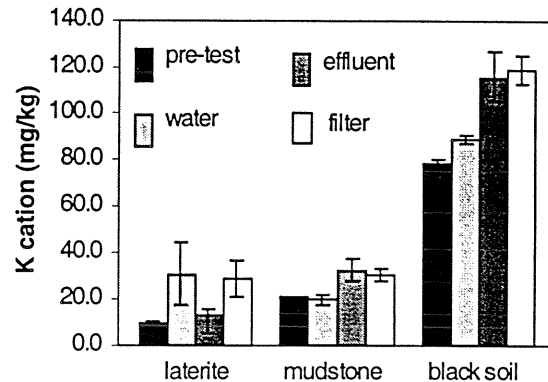 140.0
120.0
100.0
80.0
60.0
40.0
20.0
0.0
K cation (mg/kg)
pre-test
effluent
water
filter
laterite mudstone black soil